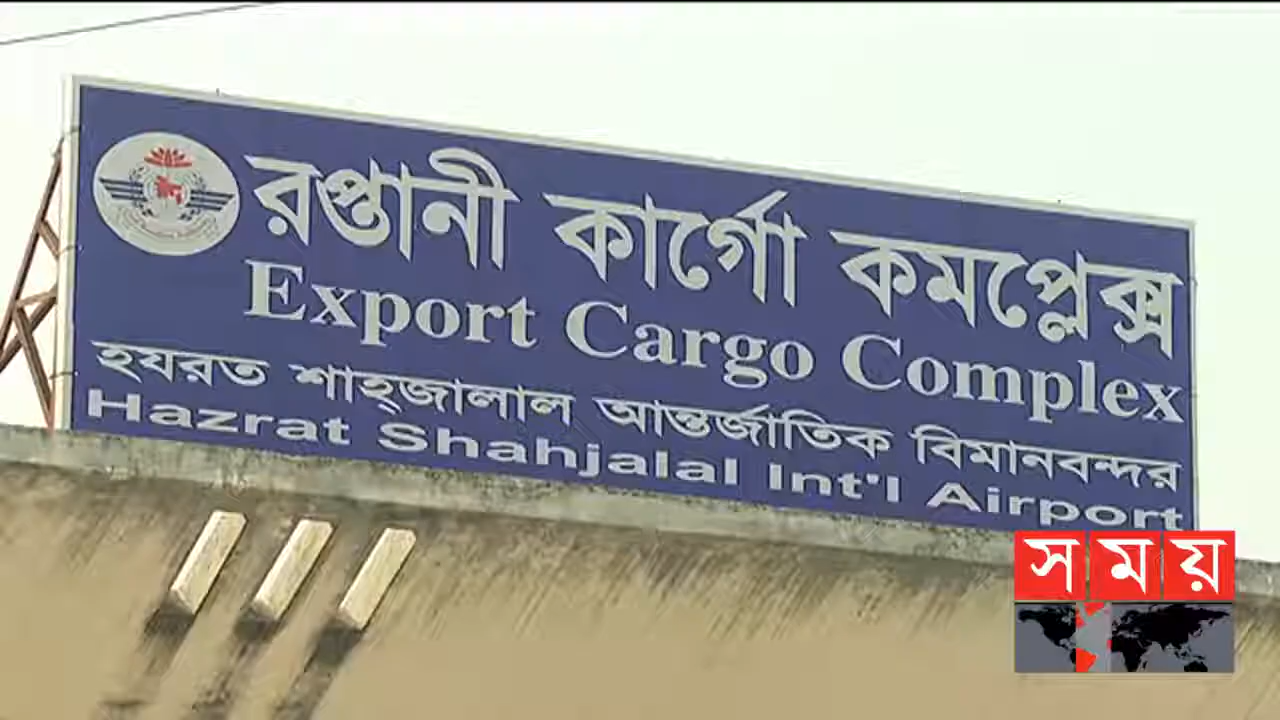 রপ্তানী কার্গো কমপ্লেক্স
Export Cargo Complex
হযরত শাহ্জালাল আন্তর্জাতিক বিমানবন্দর
Hazrat Shahjalal Int'l Airport
সময়